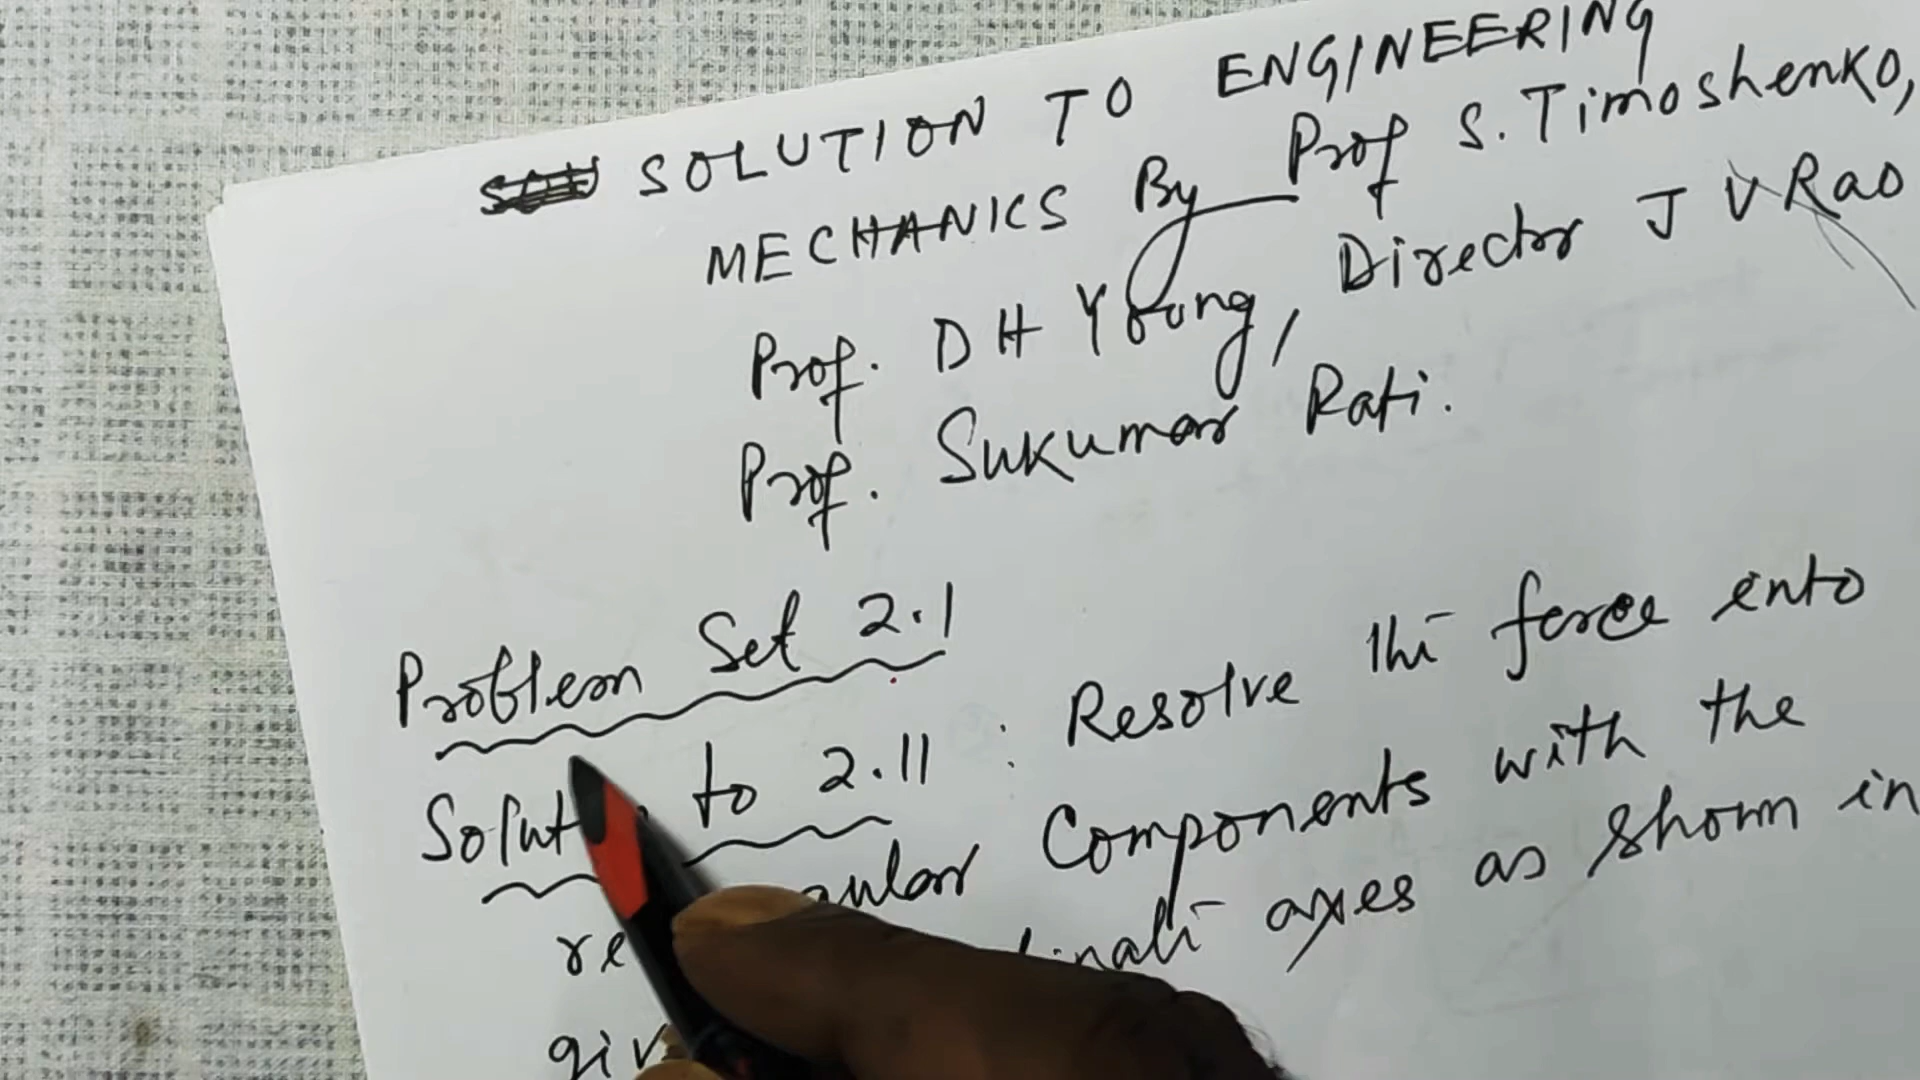 SOLUTION TO ENGINEERING
MECHANICS By Prof S. Timoshenko,
Prof. DH Young, Director J V Rao
Prof. Sukumar Pati.
Problem Set 2.1
Solut to 2.11 : Resolve the force into
Components with the
axes as shown in